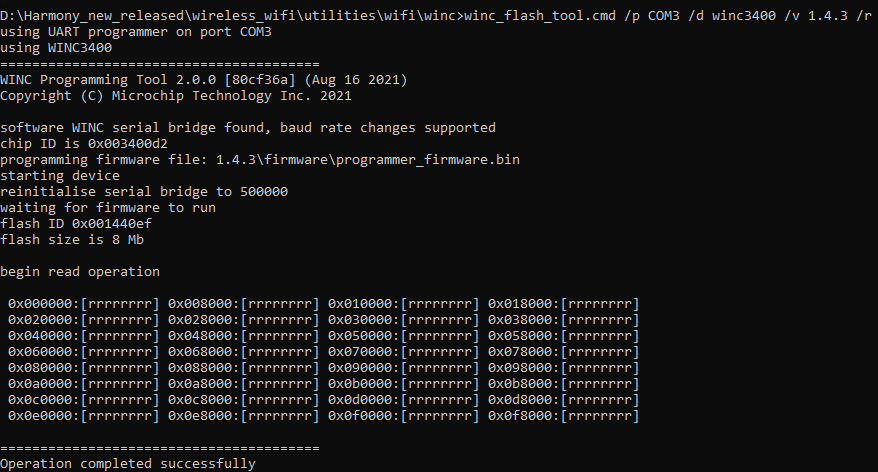 D:\Harmony_new_released\wireless_wifi\utilities\wifi\winc>winc_flash_tool.cmd /p COM3 /d winc3400 /v 1.4.3 /r
using UART programmer on port COM3
using WINC3400
========================================
WINC Programming Tool 2.0.0 [80cf36a] (Aug 16 2021)
Copyright (C) Microchip Technology Inc. 2021
software WINC serial bridge found, baud rate changes supported
chip ID is 0x003400d2
programming firmware file: 1.4.3\firmware\programmer_firmware.bin
starting device
reinitialise serial bridge to 500000
waiting for firmware to run
flash ID 0x001440ef
flash size is 8 Mb
begin read operation
0x000000:[rrrrrrrr] 0x008000:[rrrrrrrr] 0x010000:[rrrrrrrr] 0x018000:[rrrrrrrr]
0x020000:[rrrrrrrr] 0x028000:[rrrrrrrr] 0x030000:[rrrrrrrr] 0x038000:[rrrrrrrr]
0x040000:[rrrrrrrr] 0x048000:[rrrrrrrr] 0x050000:[rrrrrrrr] 0x058000:[rrrrrrrr]
0x060000:[rrrrrrrr] 0x068000:[rrrrrrrr] 0x070000:[rrrrrrrr] 0x078000:[rrrrrrrr]
0x080000:[rrrrrrrr] 0x088000:[rrrrrrrr] 0x090000:[rrrrrrrr] 0x098000:[rrrrrrrr]
0x0a0000:[rrrrrrrr] 0x0a8000:[rrrrrrrr] 0x0b0000:[rrrrrrrr] 0x0b8000:[rrrrrrrr]
0x0c0000:[rrrrrrrr] 0x0c8000:[rrrrrrrr] 0x0d0000:[rrrrrrrr] 0x0d8000:[rrrrrrrr]
0x0e0000:[rrrrrrrr] 0x0e8000:[rrrrrrrr] 0x0f0000:[rrrrrrrr] 0x0f8000:[rrrrrrrr]
========================================
Operation completed successfully